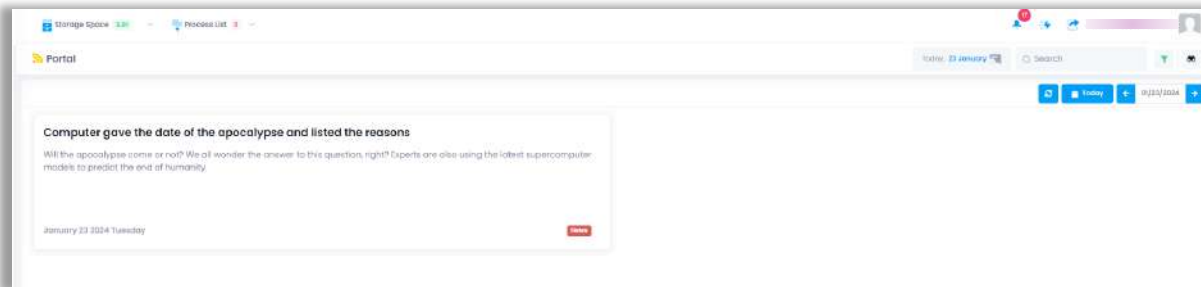 Storage Space
Process List
17
Portal
Today: 23 January
Search
Today
01/23/2024
Computer gave the date of the apocalypse and listed the reasons
Will the apocalypse come or not? We all wonder the answer to this question, right? Experts are also using the latest supercomputer
models to predict the end of humanity.
January 23 2024 Tuesday